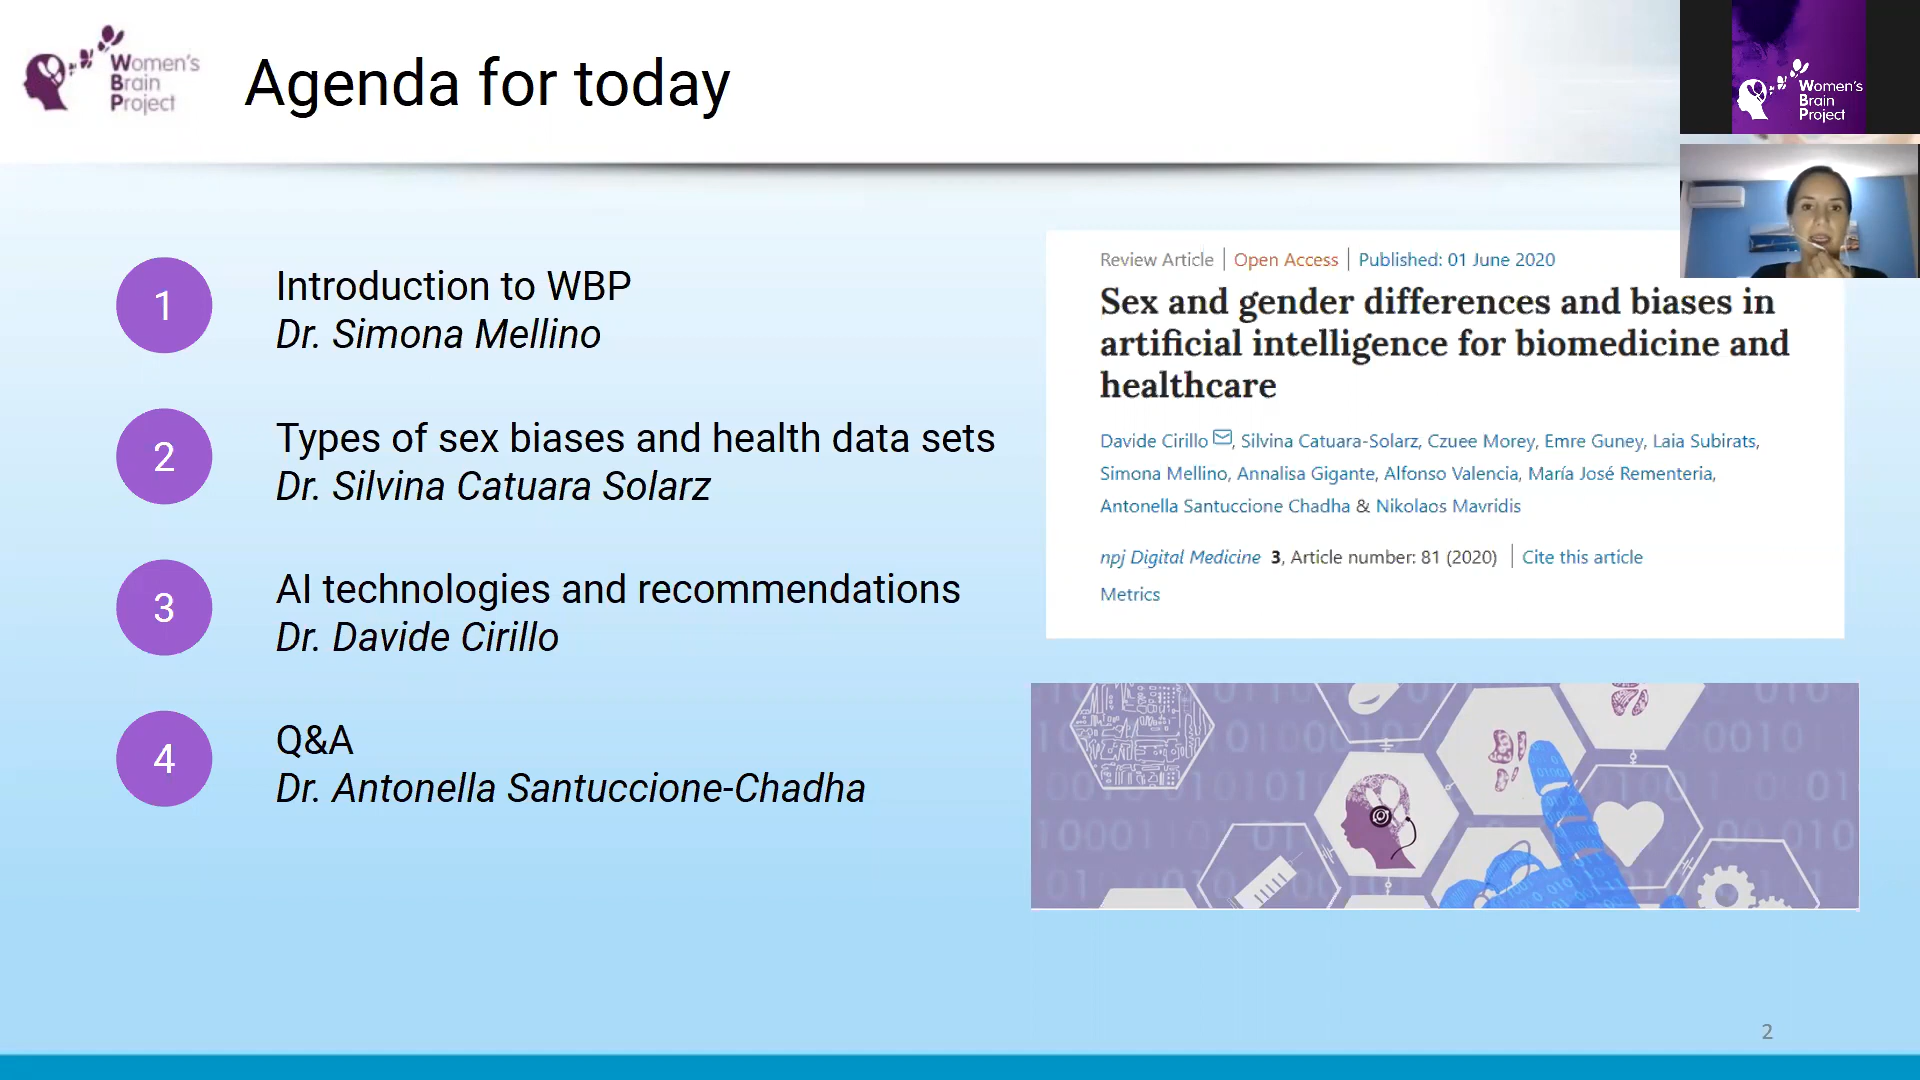 Women's
Brain
Project
Agenda for today
Women's
Brain
Project
1
Introduction to WBP
Dr. Simona Mellino
2
Types of sex biases and health data sets
Dr. Silvina Catuara Solarz
3
AI technologies and recommendations
Dr. Davide Cirillo
4
Q&A
Dr. Antonella Santuccione-Chadha
Review Article | Open Access | Published: 01 June 2020
Sex and gender differences and biases in
artificial intelligence for biomedicine and
healthcare
Davide Cirillo, Silvina Catuara-Solarz, Czuee Morey, Emre Guney, Laia Subirats,
Simona Mellino, Annalisa Gigante, Alfonso Valencia, María José Rementeria,
Antonella Santuccione Chadha & Nikolaos Mavridis
npj Digital Medicine 3, Article number: 81 (2020) | Cite this article
Metrics
2